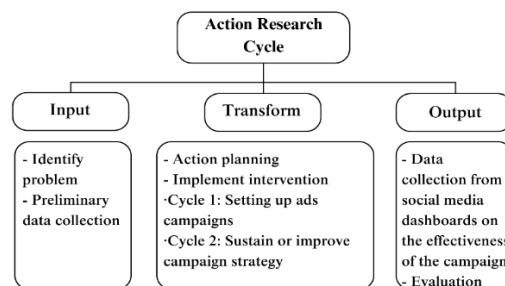 Action Research
Cycle
Input
Transform
Output
- Identify
problem
- Preliminary
data collection
- Action planning
- Implement intervention
·Cycle 1: Setting up ads
campaigns
·Cycle 2: Sustain or improve
campaign strategy
- Data
collection from
social media
dashboards on
the effectiveness
of the campaign
- Evaluation